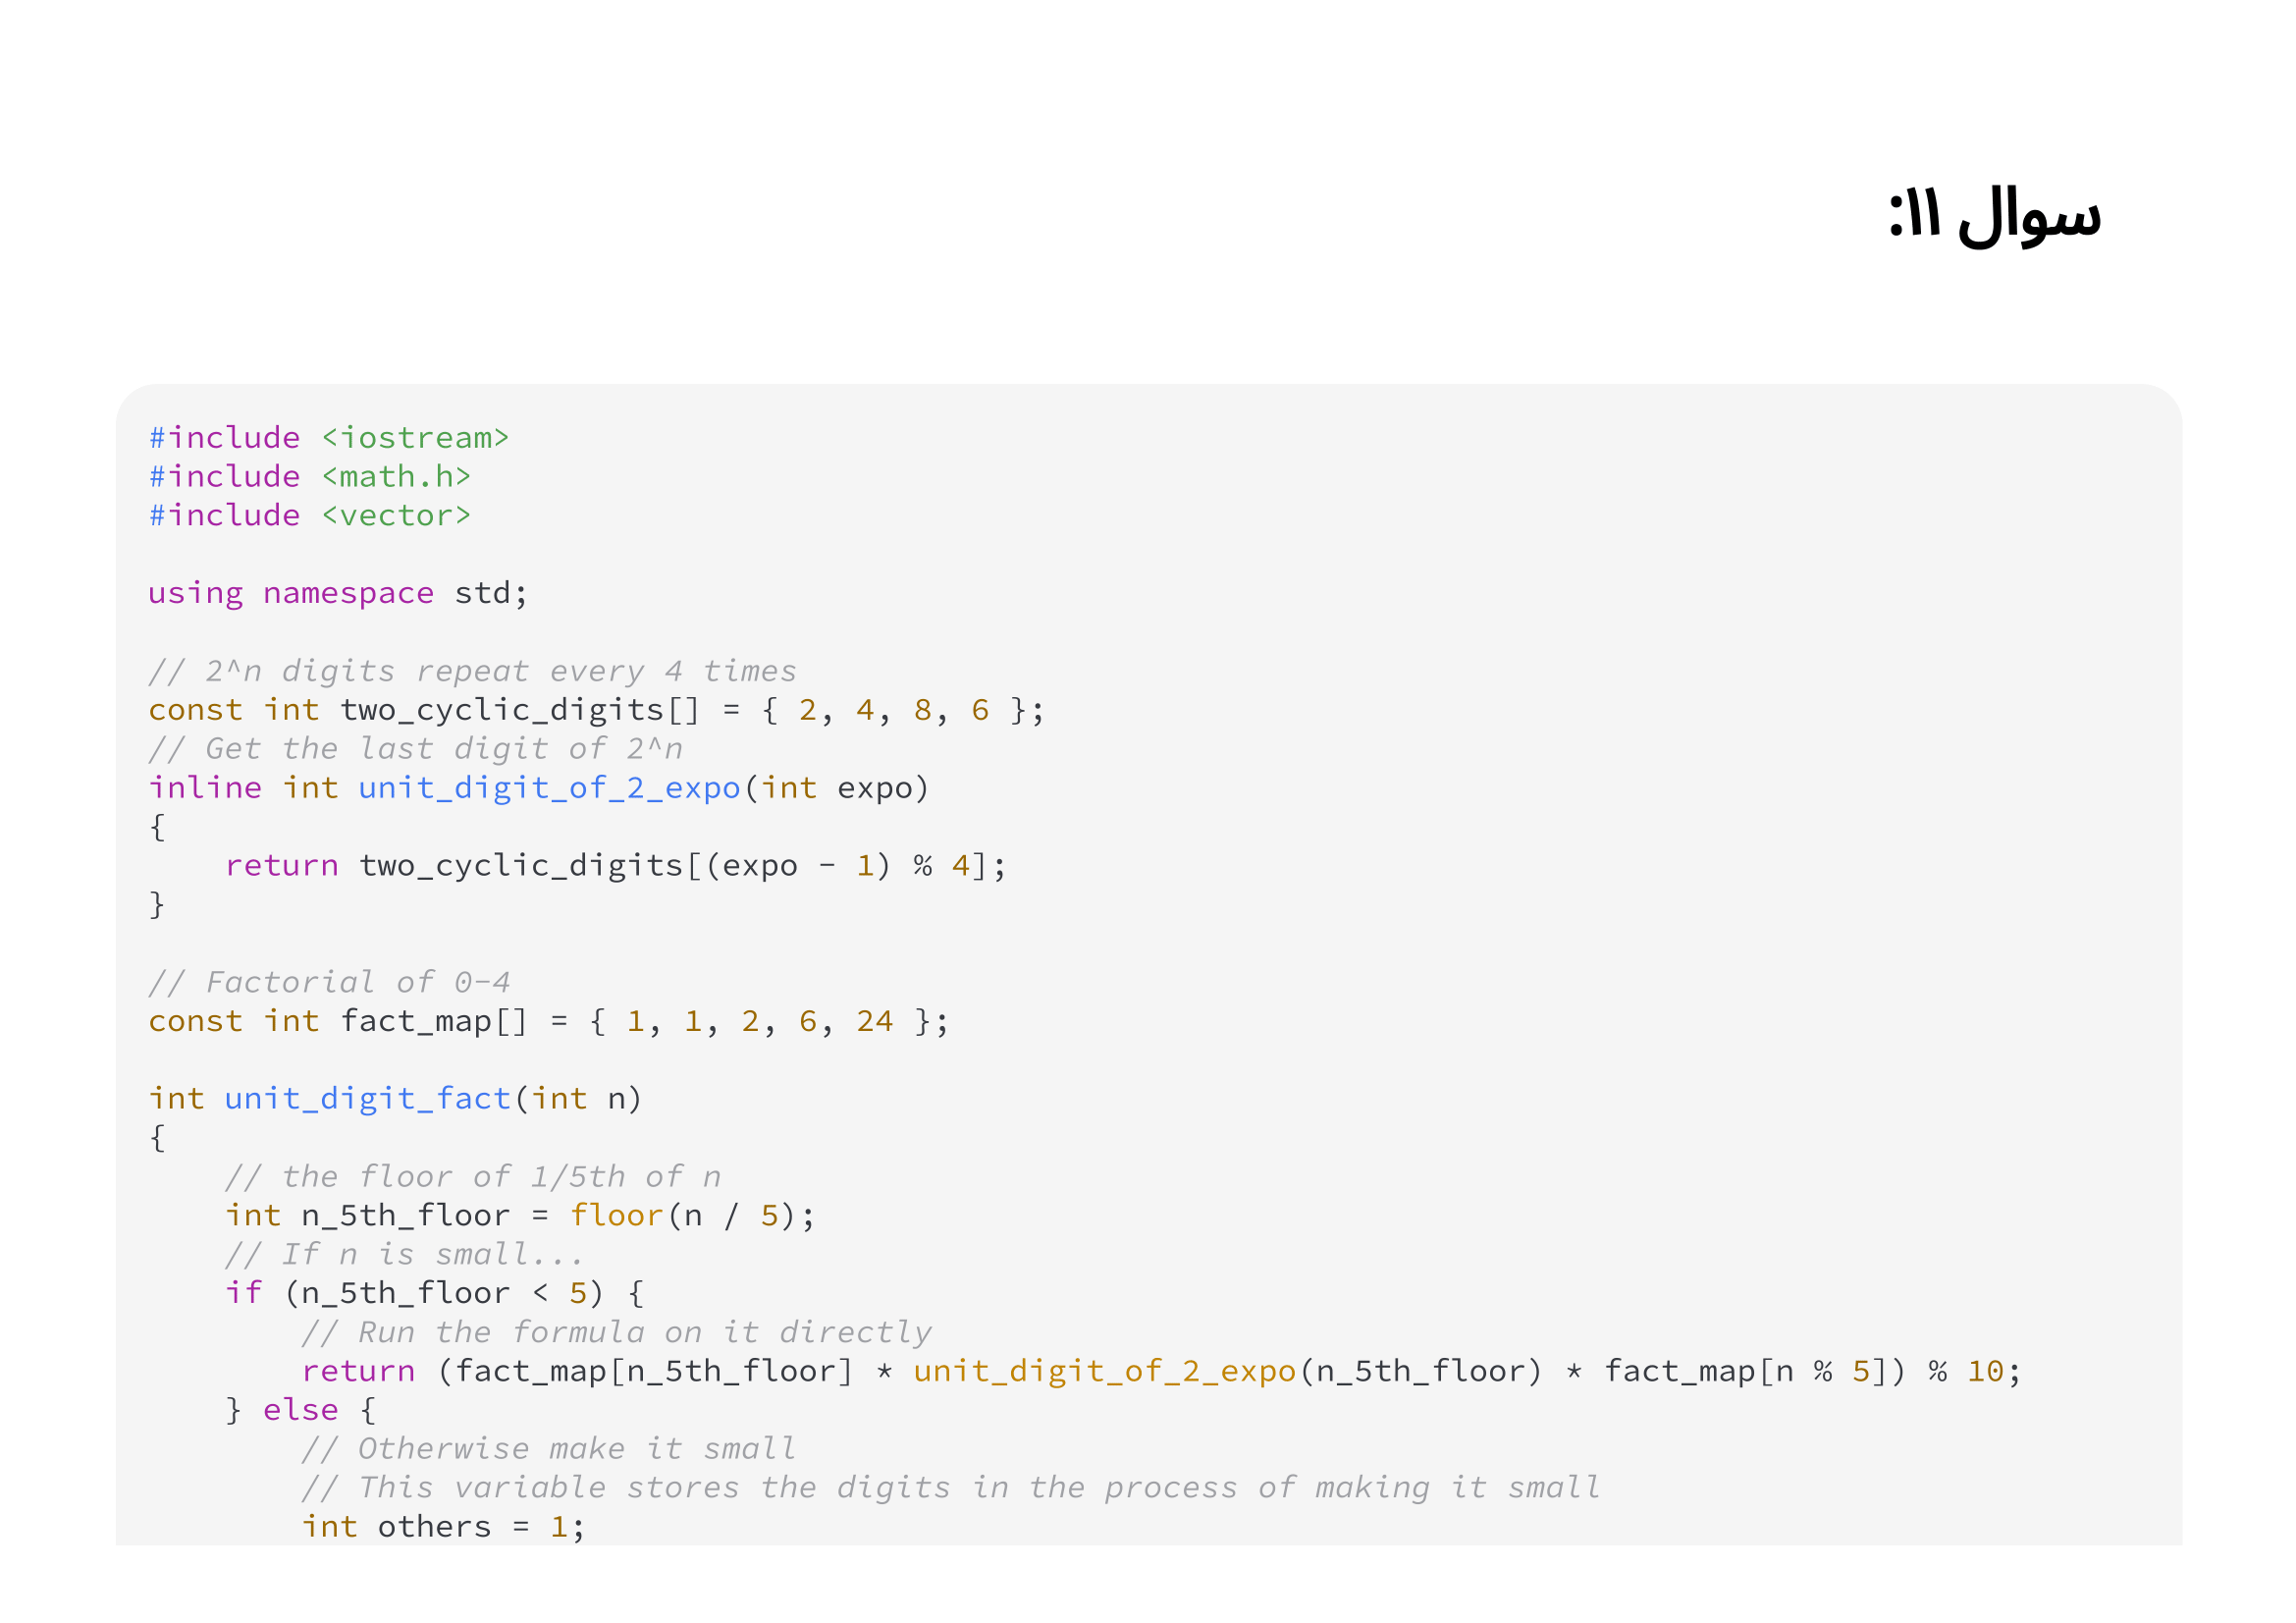 سوال ۱۱:
#include <iostream>
#include <math.h>
#include <vector>
using namespace std;
// 2^n digits repeat every 4 times
const int two_cyclic_digits[] = { 2, 4, 8, 6 };
// Get the last digit of 2^n
inline int unit_digit_of_2_expo(int expo)
{
    return two_cyclic_digits[(expo - 1) % 4];
}
// Factorial of 0-4
const int fact_map[] = { 1, 1, 2, 6, 24 };
int unit_digit_fact(int n)
{
    // the floor of 1/5th of n
    int n_5th_floor = floor(n / 5);
    // If n is small...
    if (n_5th_floor < 5) {
        // Run the formula on it directly
        return (fact_map[n_5th_floor] * unit_digit_of_2_expo(n_5th_floor) * fact_map[n % 5]) % 10;
    } else {
        // Otherwise make it small
        // This variable stores the digits in the process of making it small
        int others = 1;